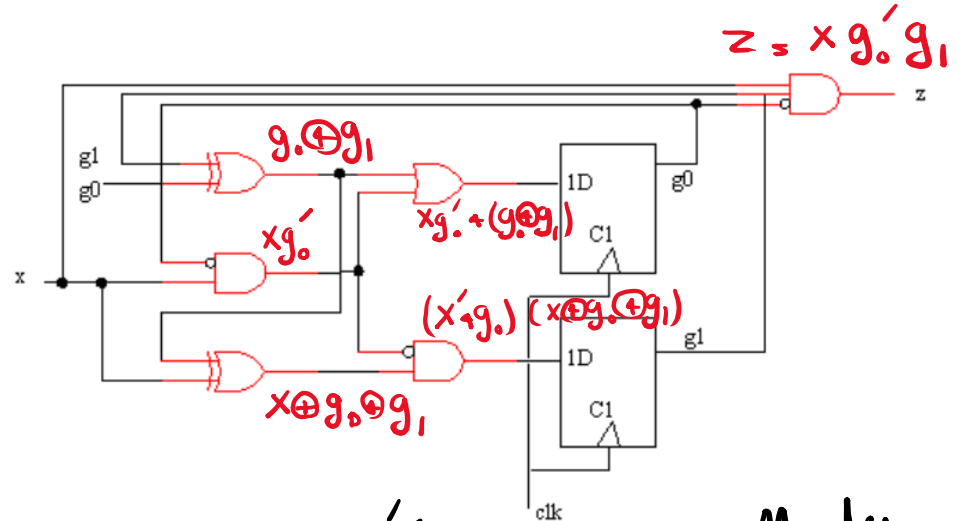 z = x g₀′ g₁
z
g1
g0
g₀⊕g₁
1D
g0
xg₀′
xg₀′+(g₀⊕g₁)
C1
x
(x′+g₀)(x⊕g₀⊕g₁)
1D
g1
x⊕g₀⊕g₁
C1
clk